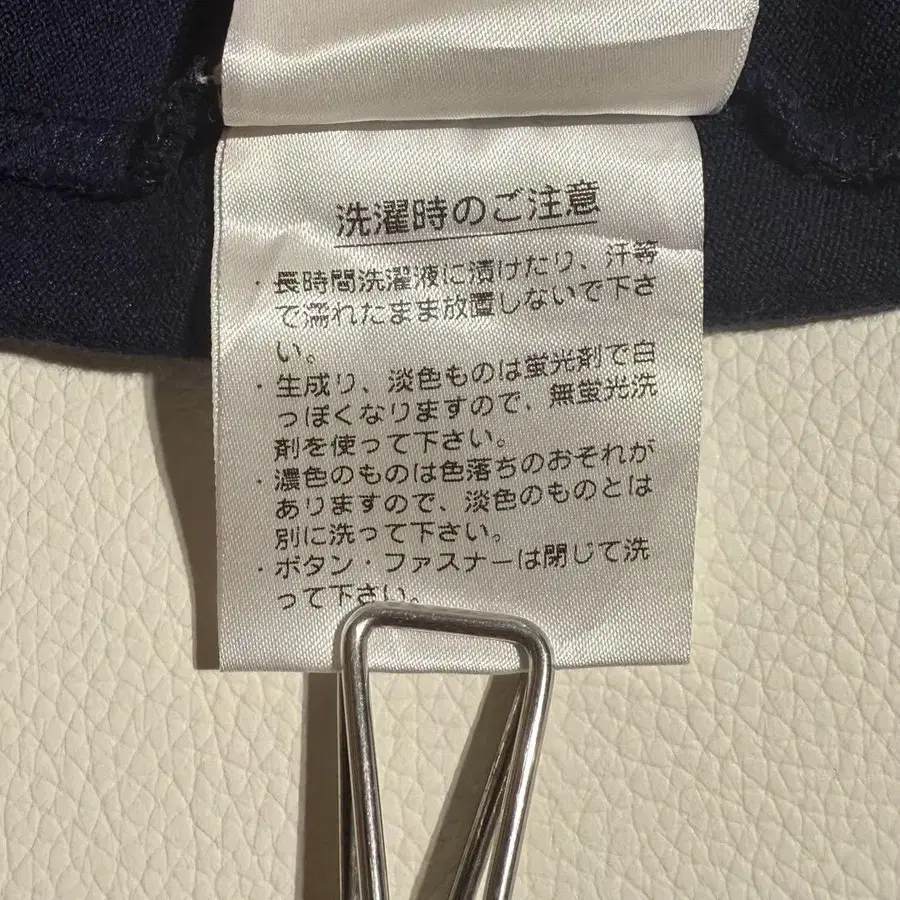 洗濯時のご注意
・長時間洗濯液に漬けたり、汗等
で濡れたまま放置しないで下さ
い。
・生成り、淡色ものは蛍光剤で白
っぽくなりますので、無蛍光洗
剤を使って下さい。
・濃色のものは色落ちのおそれが
ありますので、淡色のものとは
別に洗って下さい。
・ボタン・ファスナーは閉じて洗
って下さい。